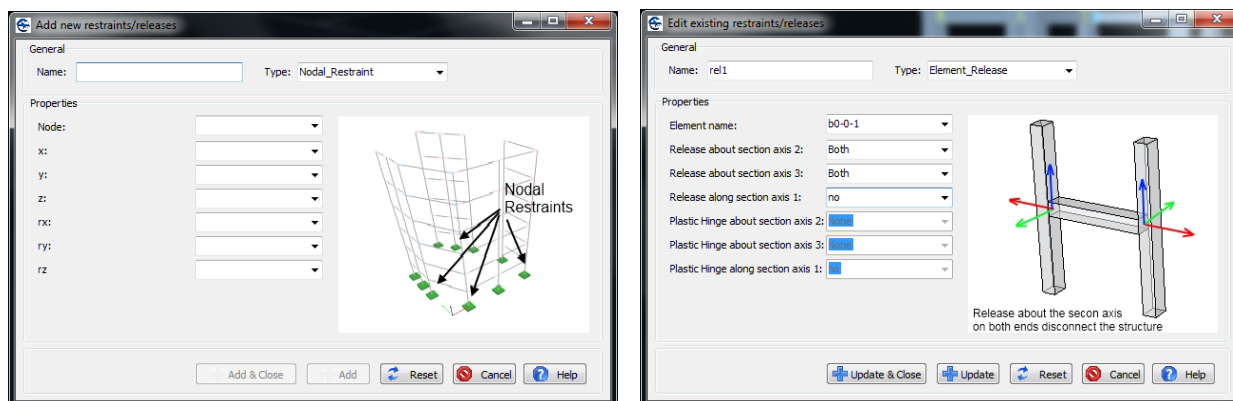 Add new restraints/releases
General
Name: Type: Nodal_Restraint
Properties
Node:
x:
y:
z:
rx:
ry:
rz
Nodal
Restraints
Add & Close Add Reset Cancel Help
Edit existing restraints/releases
General
Name: rel1 Type: Element_Release
Properties
Element name: b0-0-1
Release about section axis 2: Both
Release about section axis 3: Both
Release along section axis 1: no
Plastic Hinge about section axis 2: None
Plastic Hinge about section axis 3: None
Plastic Hinge along section axis 1: no
Release about the secon axis
on both ends disconnect the structure
Update & Close Update Reset Cancel Help